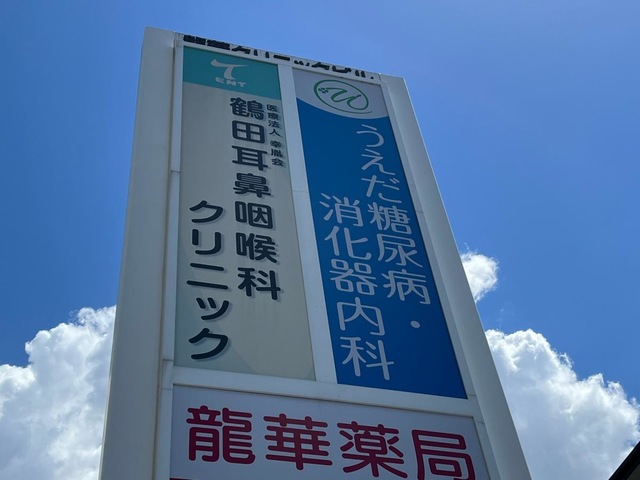 ENT
医療法人 幸胤会
鶴田耳鼻咽喉科
クリニック
うえだ糖尿病・
消化器内科
龍華薬局